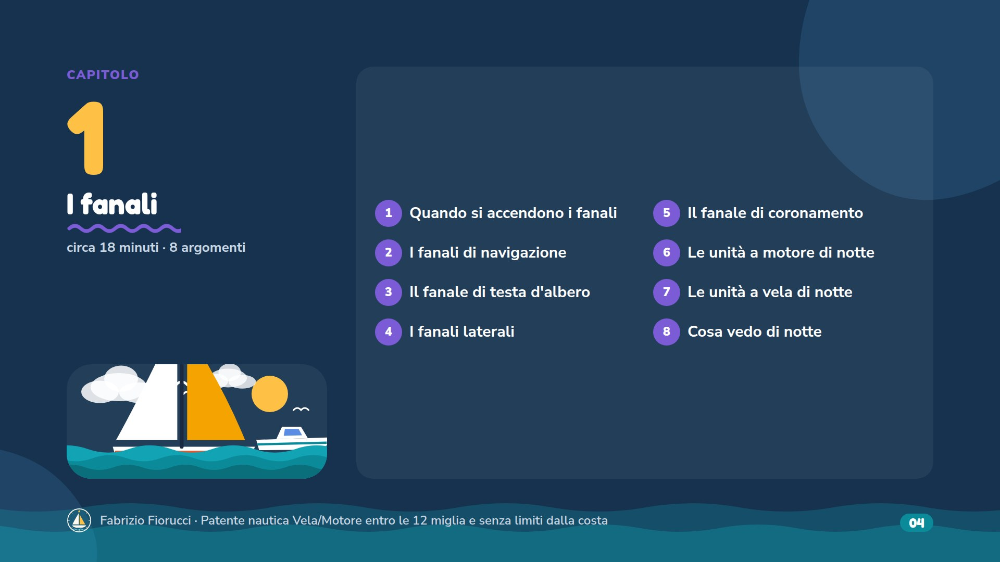 CAPITOLO
1
I fanali
circa 18 minuti · 8 argomenti
1 Quando si accendono i fanali
2 I fanali di navigazione
3 Il fanale di testa d'albero
4 I fanali laterali
5 Il fanale di coronamento
6 Le unità a motore di notte
7 Le unità a vela di notte
8 Cosa vedo di notte
Fabrizio Fiorucci · Patente nautica Vela/Motore entro le 12 miglia e senza limiti dalla costa
04